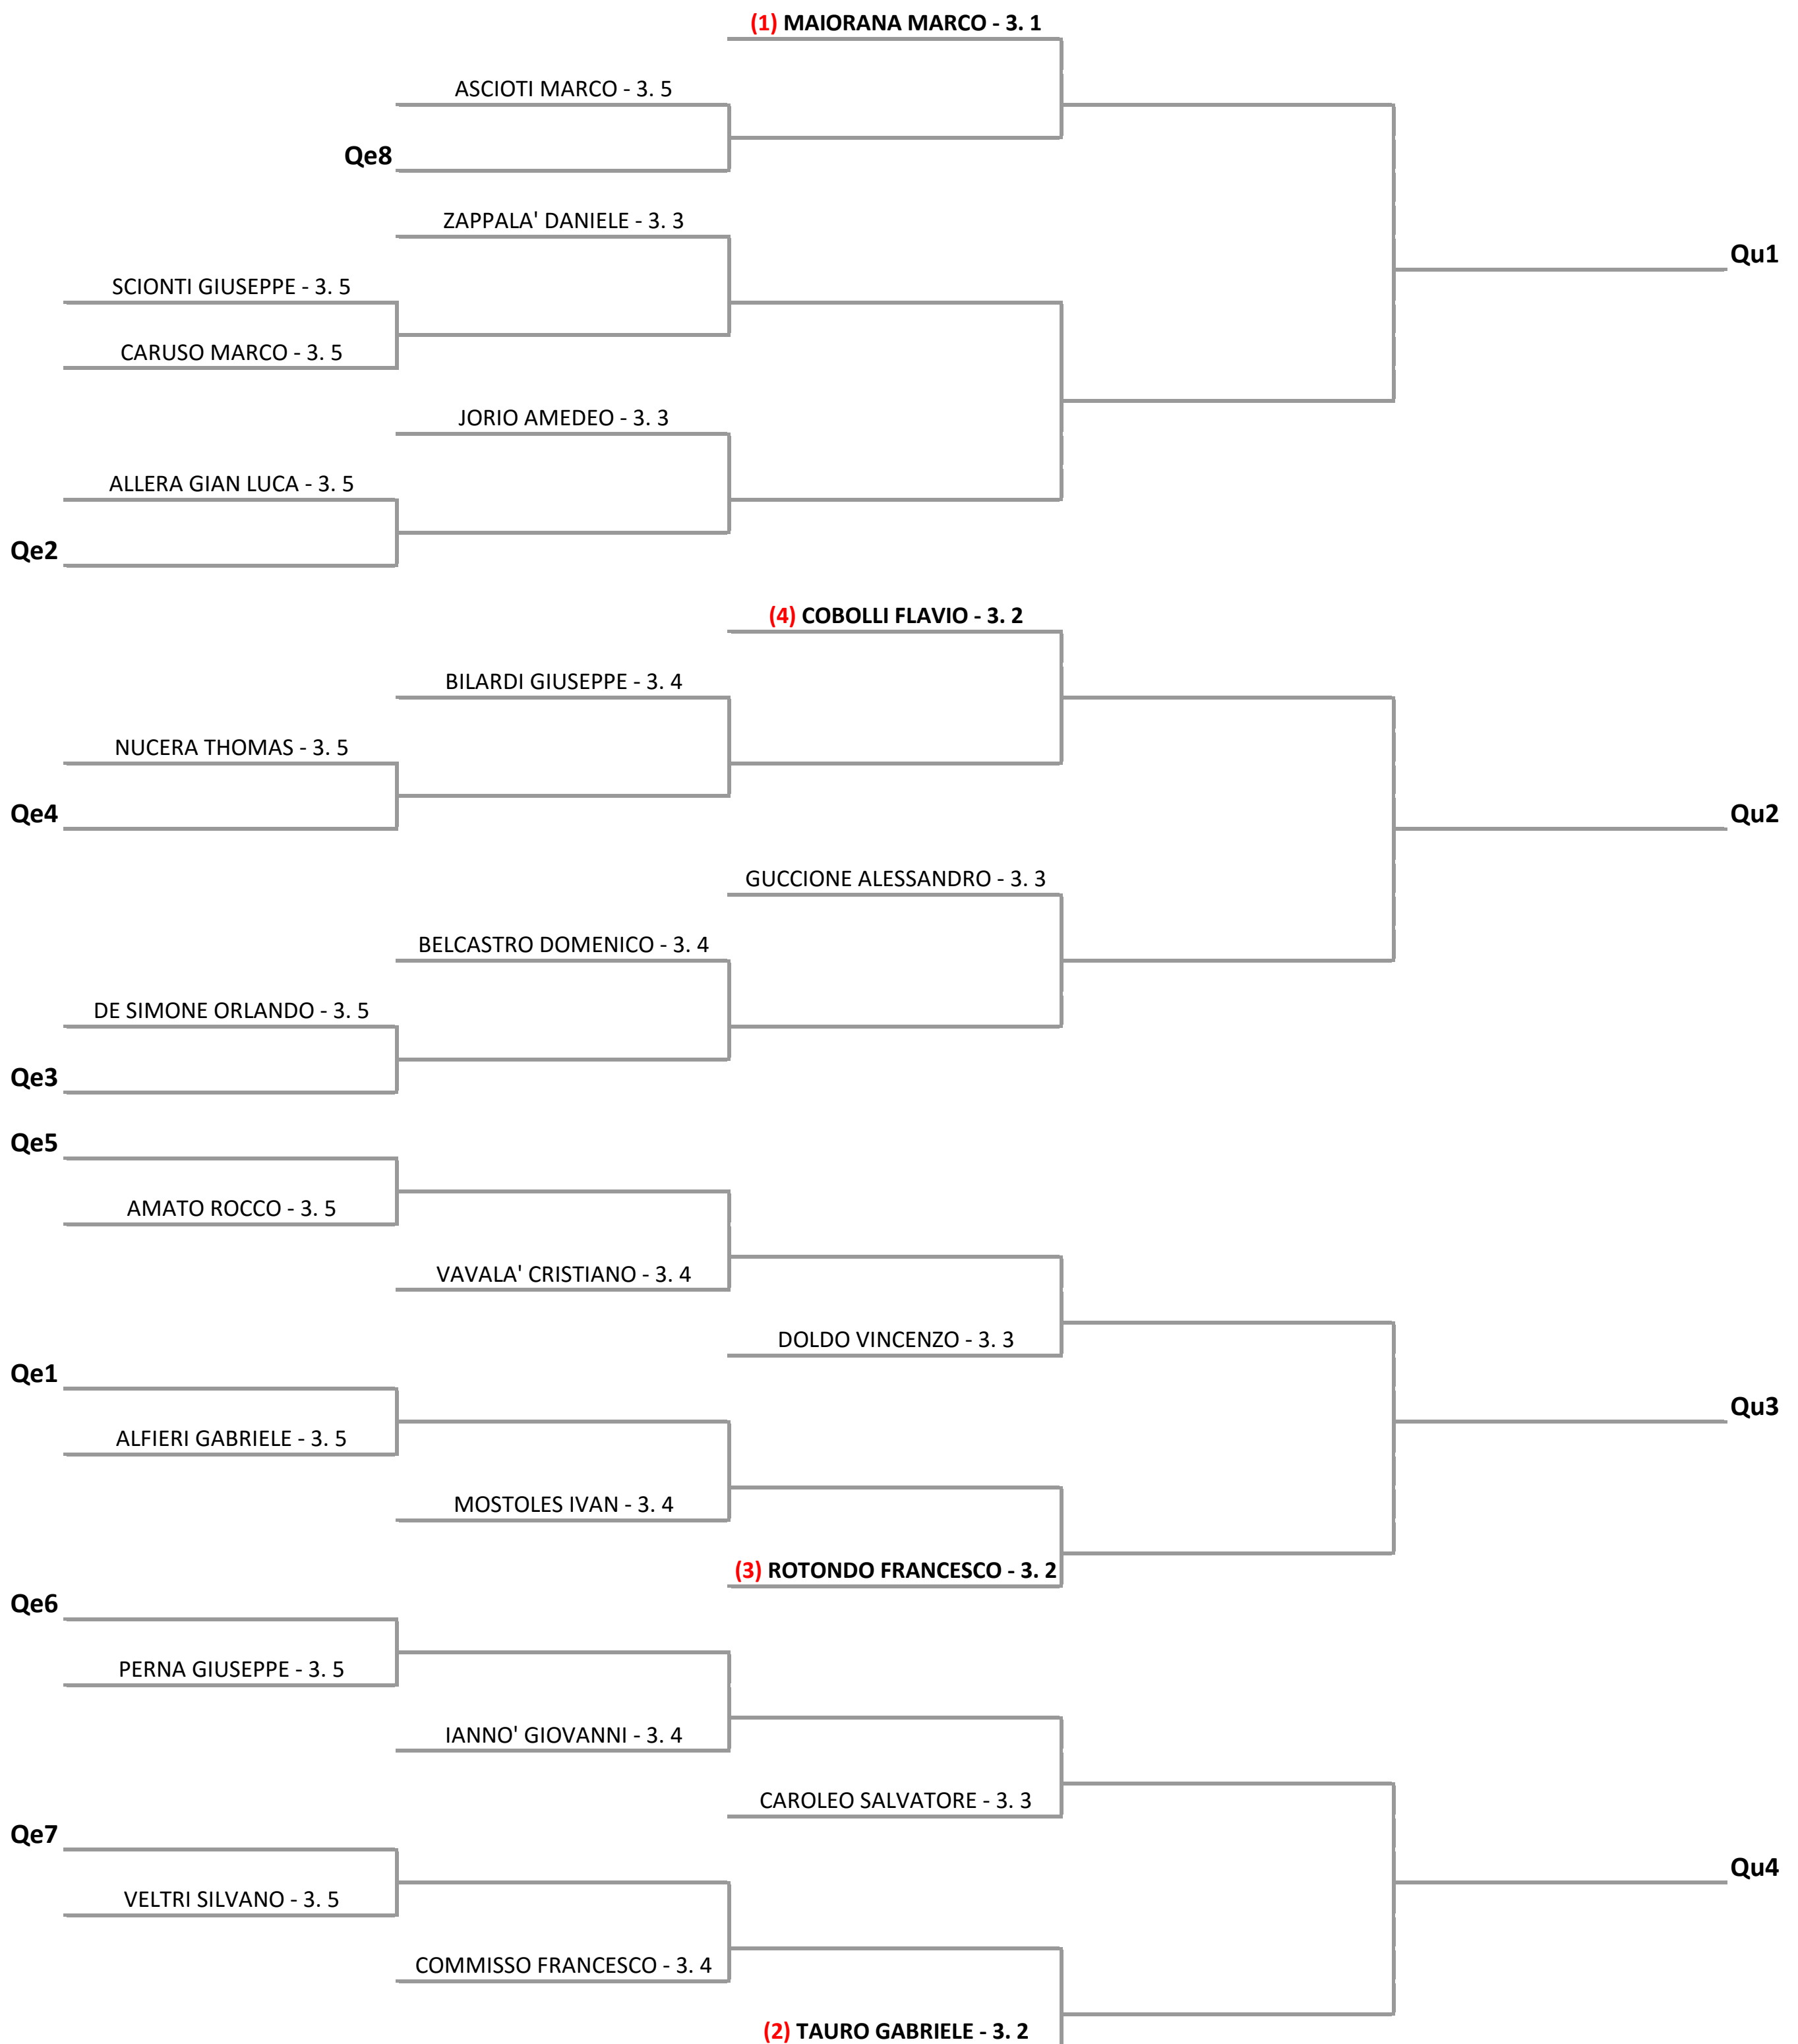 (1) MAIORANA MARCO - 3. 1
ASCIOTI MARCO - 3. 5
Qe8
ZAPPALA' DANIELE - 3. 3
Qu1
SCIONTI GIUSEPPE - 3. 5
CARUSO MARCO - 3. 5
JORIO AMEDEO - 3. 3
ALLERA GIAN LUCA - 3. 5
Qe2
(4) COBOLLI FLAVIO - 3. 2
BILARDI GIUSEPPE - 3. 4
NUCERA THOMAS - 3. 5
Qe4
Qu2
GUCCIONE ALESSANDRO - 3. 3
BELCASTRO DOMENICO - 3. 4
DE SIMONE ORLANDO - 3. 5
Qe3
Qe5
AMATO ROCCO - 3. 5
VAVALA' CRISTIANO - 3. 4
DOLDO VINCENZO - 3. 3
Qe1
Qu3
ALFIERI GABRIELE - 3. 5
MOSTOLES IVAN - 3. 4
(3) ROTONDO FRANCESCO - 3. 2
Qe6
PERNA GIUSEPPE - 3. 5
IANNO' GIOVANNI - 3. 4
CAROLEO SALVATORE - 3. 3
Qe7
Qu4
VELTRI SILVANO - 3. 5
COMMISSO FRANCESCO - 3. 4
(2) TAURO GABRIELE - 3. 2